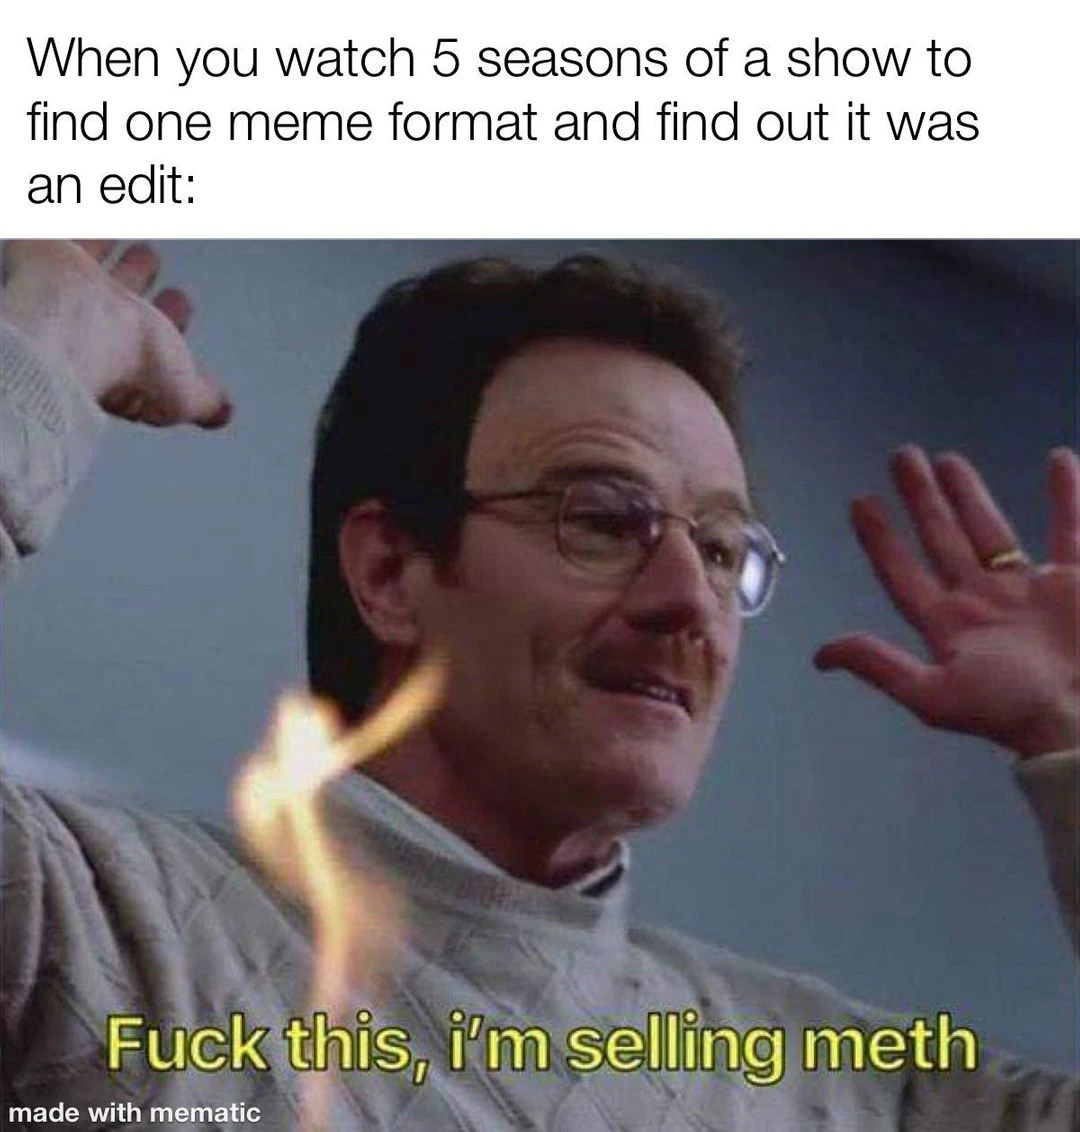 When you watch 5 seasons of a show to
find one meme format and find out it was
an edit:
Fuck this, i'm selling meth
made with mematic